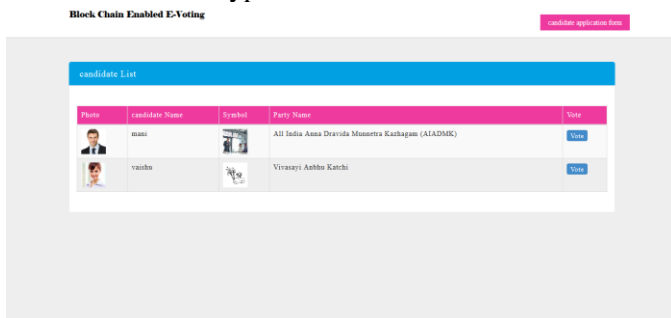 Block Chain Enabled E-Voting
candidate application form
candidate List
Photo candidate Name Symbol Party Name Vote
mani All India Anna Dravida Munnetra Kazhagam (AIADMK) Vote
vaishu Vivasayi Anbhu Katchi Vote